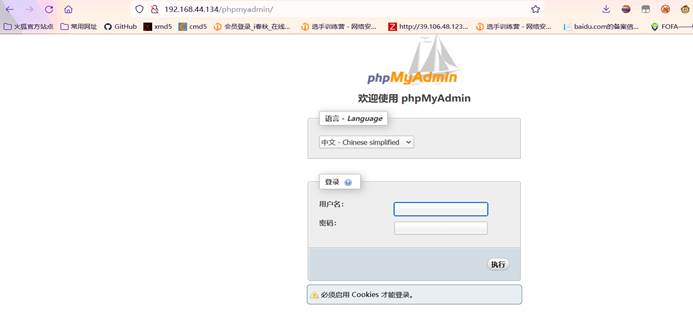 192.168.44.134/phpmyadmin/
火狐官方站点 常用网址 GitHub xmd5 cmd5 会员登录_i春秋_在线... 选手训练营 - 网络安... http://39.106.48.123... 选手训练营 - 网络安... baidu.com的备案信... FOFA——
phpMyAdmin
欢迎使用 phpMyAdmin
语言 - Language
中文 - Chinese simplified
登录
用户名：
密码：
执行
必须启用 Cookies 才能登录。